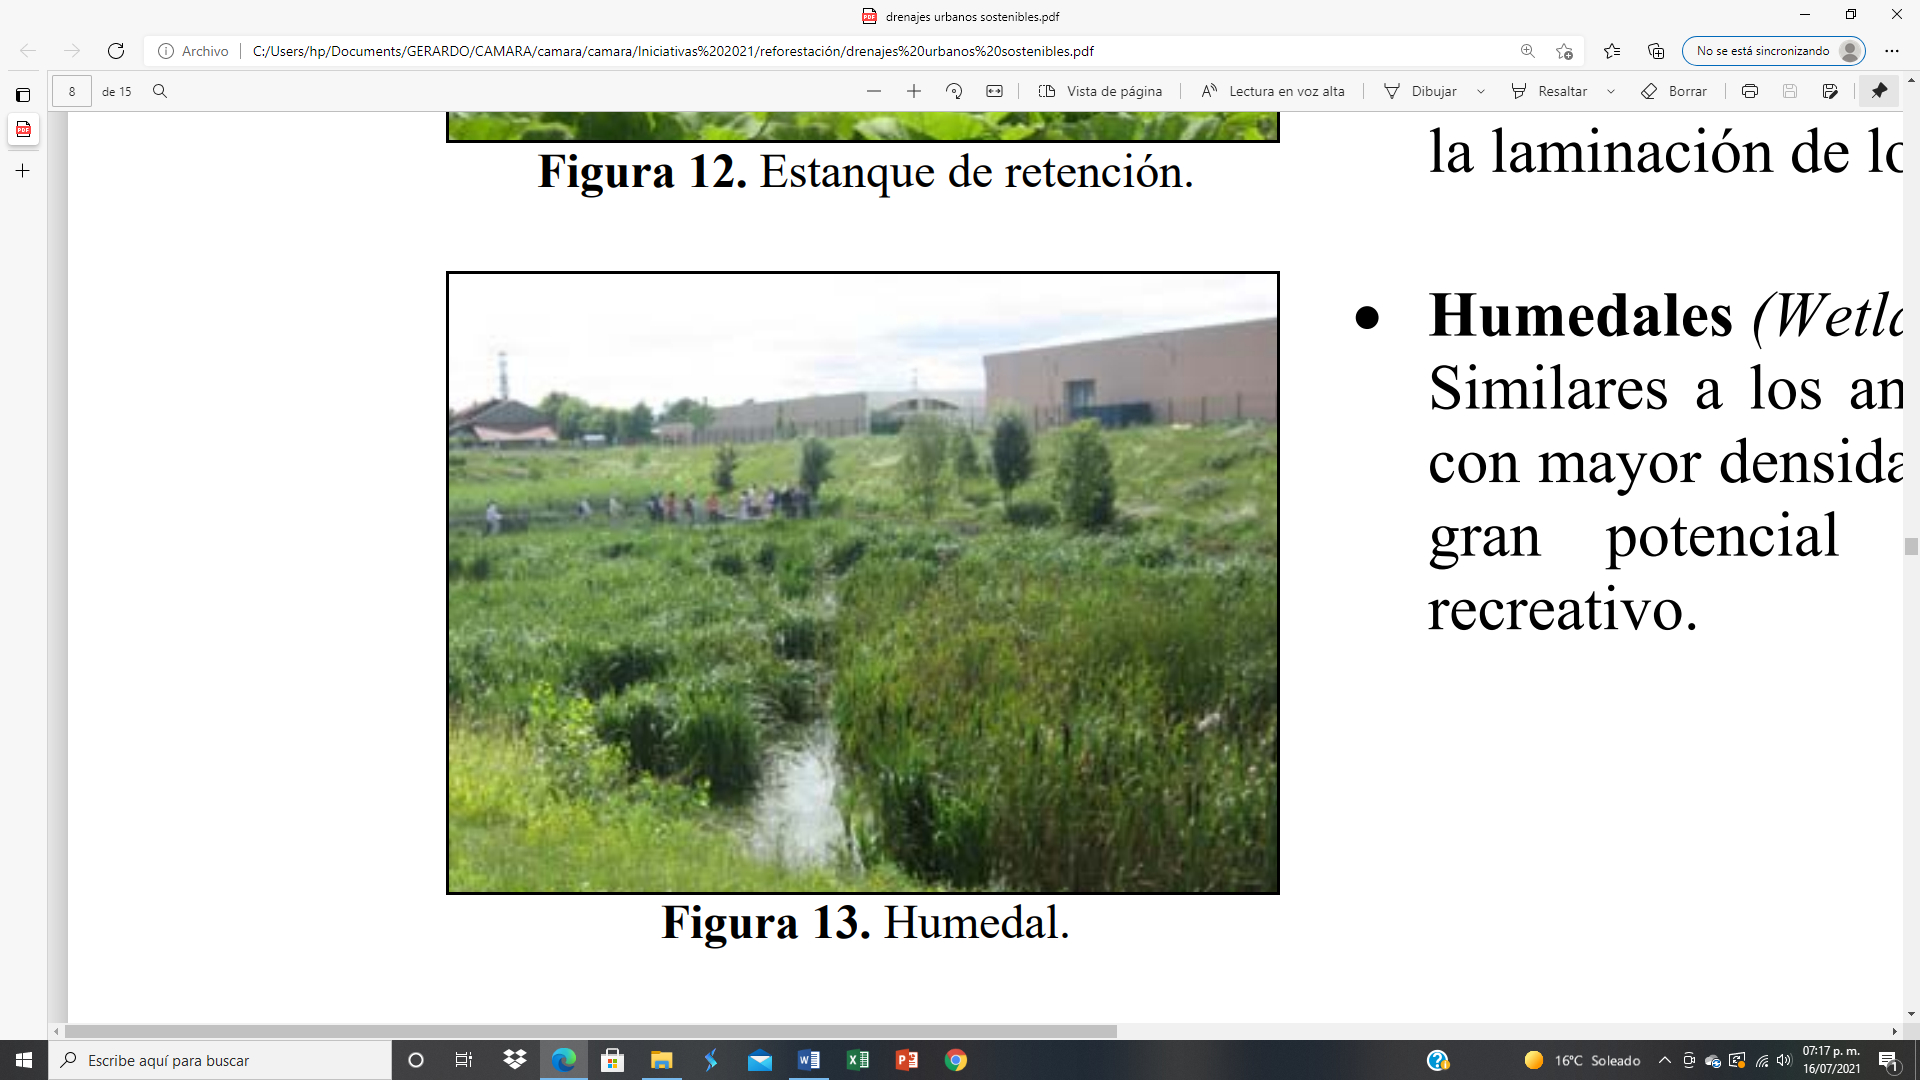 drenajes urbanos sostenibles.pdf
Archivo
C:/Users/hp/Documents/GERARDO/CAMARA/camara/camara/Iniciativas%202021/reforestación/drenajes%20urbanos%20sostenibles.pdf
No se está sincronizando
8 de 15
Vista de página
Lectura en voz alta
Dibujar
Resaltar
Borrar
Figura 12. Estanque de retención.
Figura 13. Humedal.
la laminación de lo
Humedales (Wetla
Similares a los an
con mayor densida
gran potencial
recreativo.
Escribe aquí para buscar
16°C Soleado
07:17 p. m.
16/07/2021
1